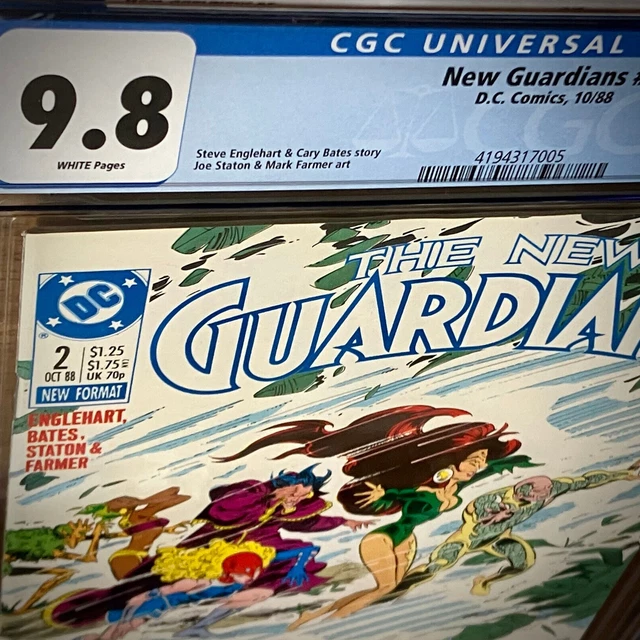 CGC UNIVERSAL
9.8
WHITE Pages
New Guardians #
D.C. Comics, 10/88
Steve Englehart & Cary Bates story
Joe Staton & Mark Farmer art
4194317005
DC
2
OCT 88
$1.25
$1.75
UK 70p
NEW FORMAT
ENGLEHART,
BATES,
STATON &
FARMER
THE NEW
GUARDIA